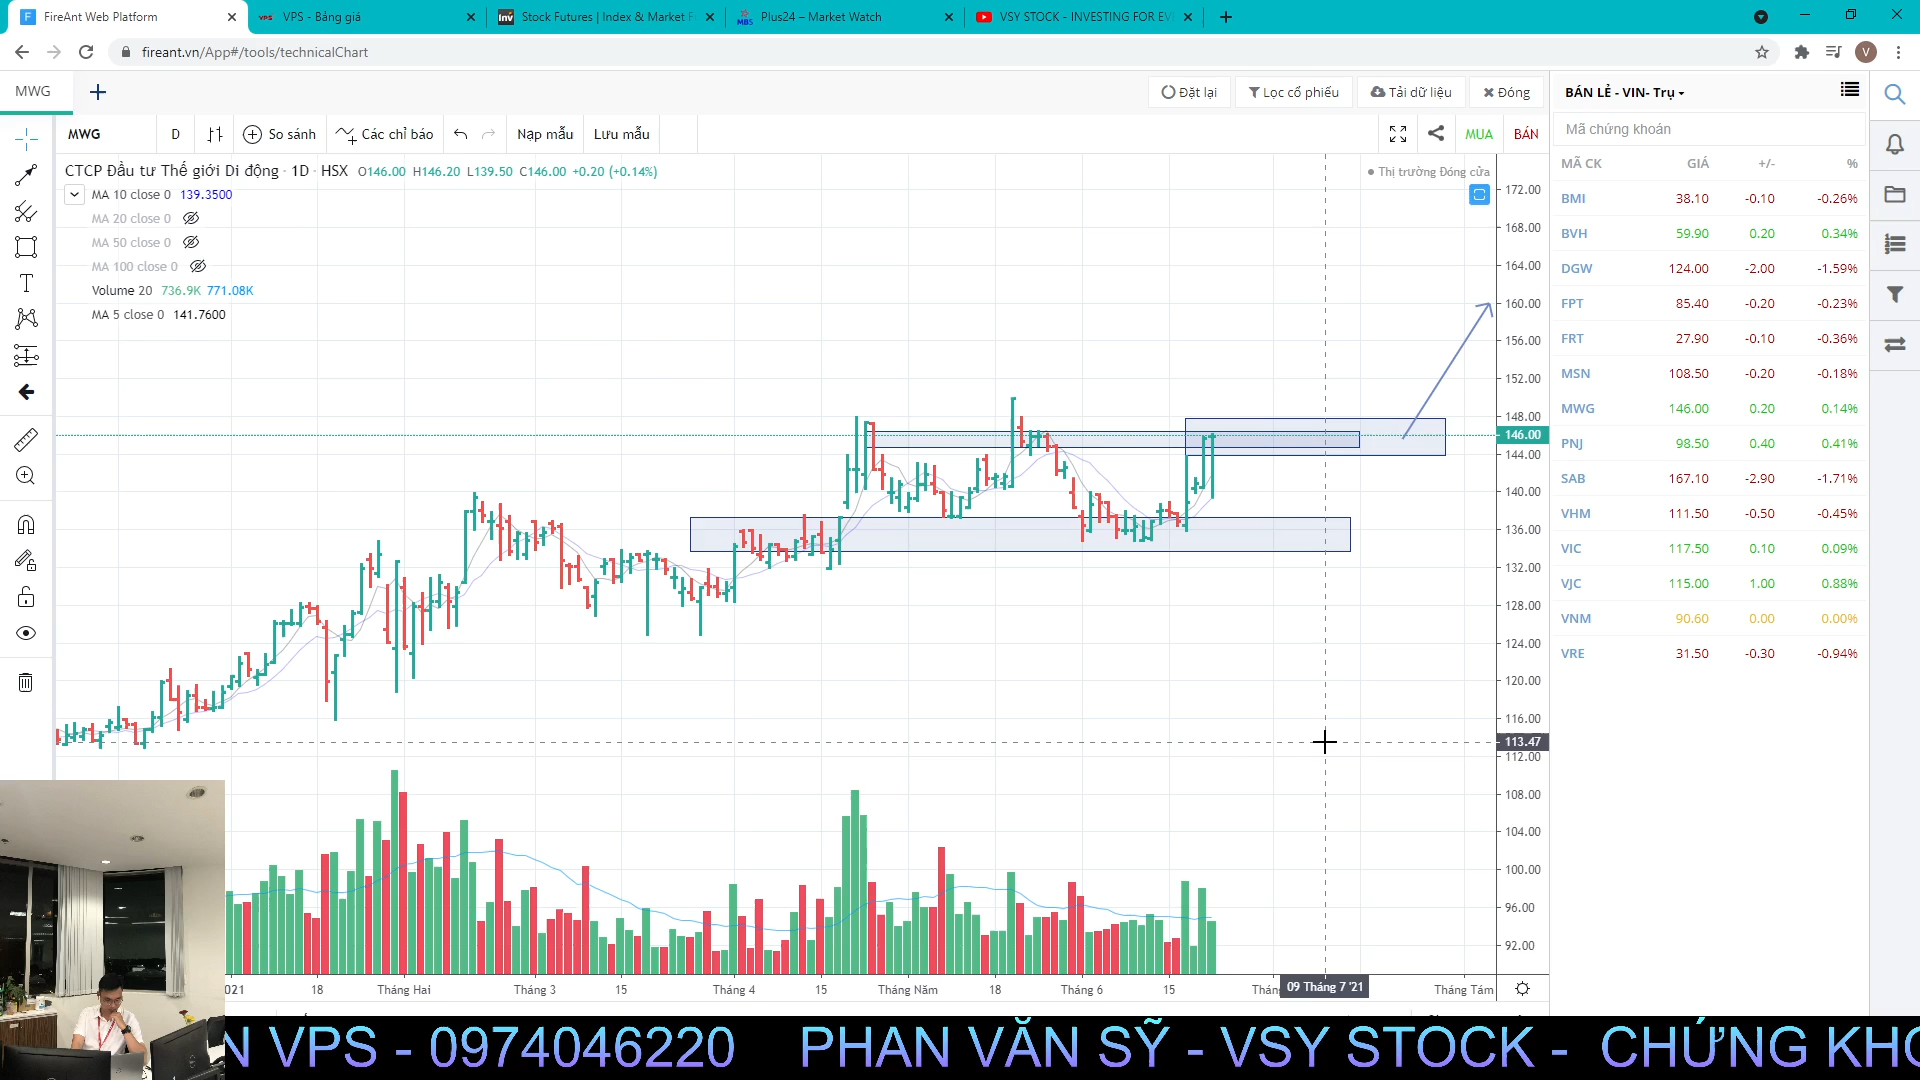 FireAnt Web Platform
VPS VPS - Bảng giá
Inv Stock Futures | Index & Market F
MBS Plus24 – Market Watch
VSY STOCK - INVESTING FOR EV
fireant.vn/App#/tools/technicalChart
V
MWG
Đặt lại
Lọc cổ phiếu
Tải dữ liệu
Đóng
BÁN LẺ - VIN- Trụ
MWG
D
So sánh
Các chỉ báo
Nạp mẫu
Lưu mẫu
MUA
BÁN
Mã chứng khoán
CTCP Đầu tư Thế giới Di động · 1D · HSX O146.00 H146.20 L139.50 C146.00 +0.20 (+0.14%)
Thị trường Đóng cửa
MA 10 close 0 139.3500
MA 20 close 0
MA 50 close 0
MA 100 close 0
Volume 20 736.9K 771.08K
MA 5 close 0 141.7600
172.00
168.00
164.00
160.00
156.00
152.00
148.00
146.00
144.00
140.00
136.00
132.00
128.00
124.00
120.00
116.00
113.47
112.00
108.00
104.00
100.00
96.00
92.00
MÃ CK GIÁ +/- %
BMI 38.10 -0.10 -0.26%
BVH 59.90 0.20 0.34%
DGW 124.00 -2.00 -1.59%
FPT 85.40 -0.20 -0.23%
FRT 27.90 -0.10 -0.36%
MSN 108.50 -0.20 -0.18%
MWG 146.00 0.20 0.14%
PNJ 98.50 0.40 0.41%
SAB 167.10 -2.90 -1.71%
VHM 111.50 -0.50 -0.45%
VIC 117.50 0.10 0.09%
VJC 115.00 1.00 0.88%
VNM 90.60 0.00 0.00%
VRE 31.50 -0.30 -0.94%
021 18 Tháng Hai Tháng 3 15 Tháng 4 15 Tháng Năm 18 Tháng 6 15 Thán 09 Tháng 7 '21 Tháng Tám
N VPS - 0974046220 PHAN VĂN SỸ - VSY STOCK - CHỨNG KHO